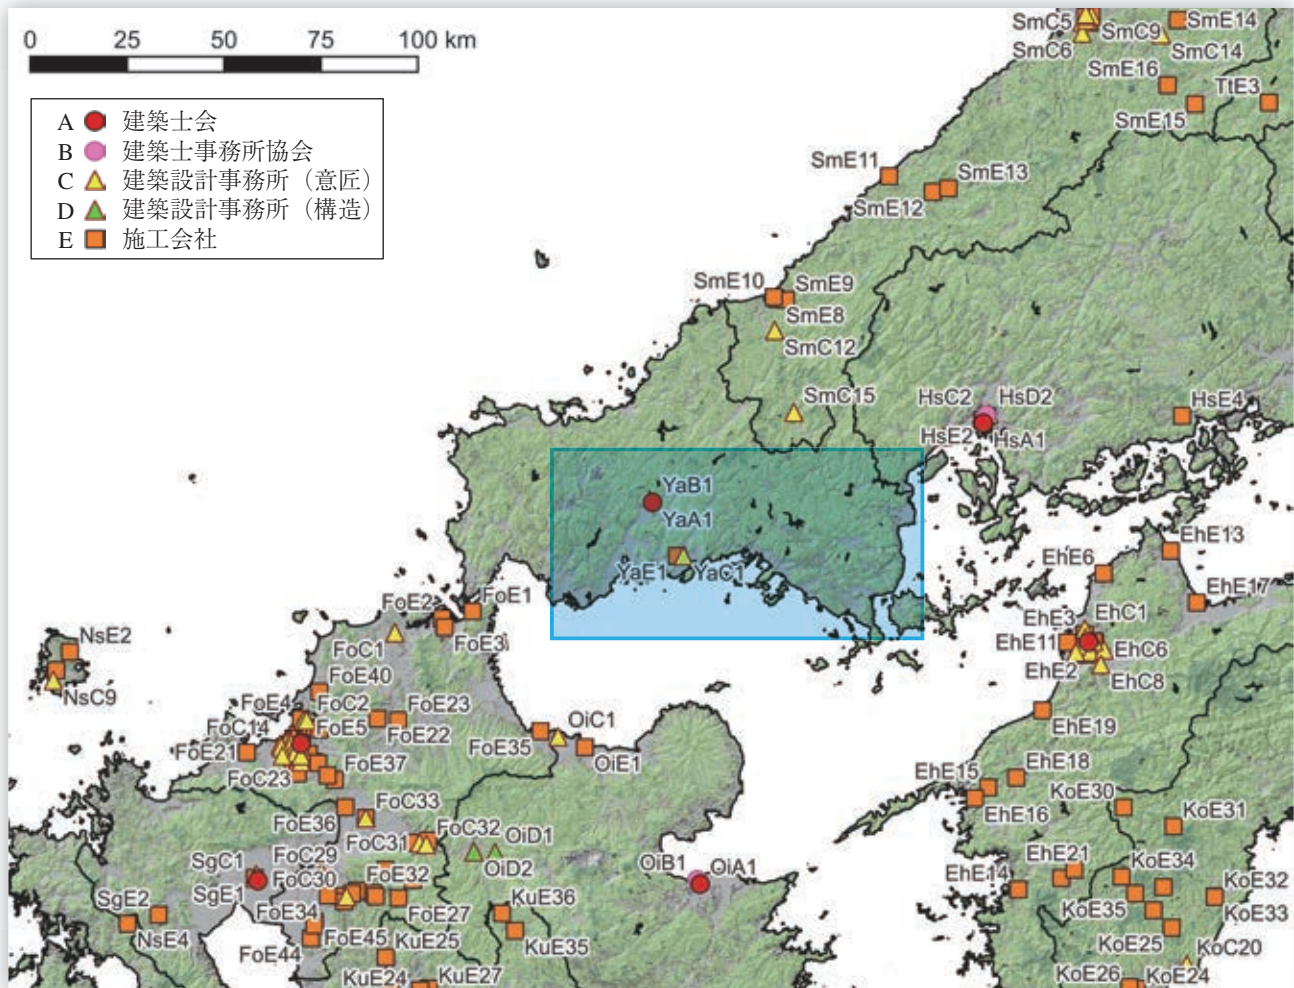 0 25 50 75 100 km
A 建築士会
B 建築士事務所協会
C 建築設計事務所（意匠）
D 建築設計事務所（構造）
E 施工会社
SmC5
SmC9
SmE14
SmC6
SmC14
SmE16
TtE3
SmE15
SmE11
SmE13
SmE12
SmE10
SmE9
SmE8
SmC12
SmC15
HsC2
HsD2
HsE4
HsE2
HsA1
YaB1
YaA1
YaE1
YaC1
EhE13
EhE6
EhE17
EhE3
EhC1
EhE11
EhC6
EhE2
EhC8
EhE19
FoE2
FoE1
FoC1
FoE3
NsE2
NsC9
FoE40
FoE4
FoC2
FoE23
FoC14
FoE5
FoE22
FoE21
FoE37
FoC23
FoE35
OiC1
OiE1
EhE15
EhE18
EhE16
KoE30
KoE31
FoC33
FoE36
FoC31
FoC32
OiD1
OiD2
SgC1
FoC29
FoC30
FoE32
SgE1
OiB1
OiA1
EhE21
KoE34
EhE14
KoE32
SgE2
FoE34
FoE27
KuE36
KoE35
KoE33
NsE4
FoE45
KuE25
KuE35
KoE25
KoC20
FoE44
KuE24
KuE27
KoE26
KoE24